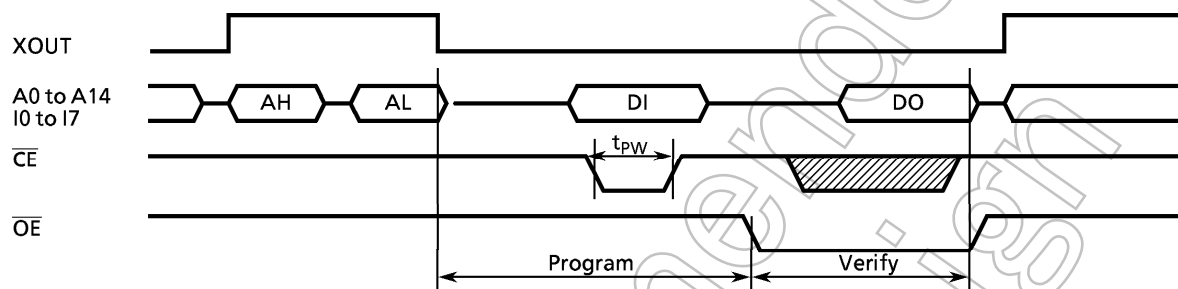 XOUT
A0 to A14
I0 to I7
AH
AL
DI
DO
tPW
CE
OE
Program
Verify